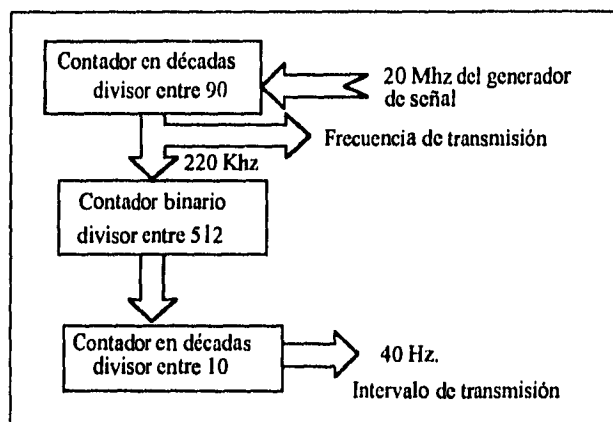 Contador en décadas
divisor entre 90
20 Mhz del generador
de señal
Frecuencia de transmisión
220 Khz
Contador binario
divisor entre 512
Contador en décadas
divisor entre 10
40 Hz.
Intervalo de transmisión